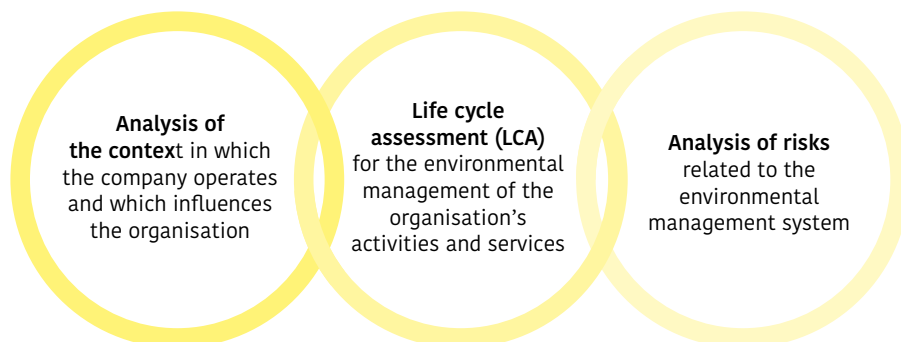 Analysis of
the context in which
the company operates
and which influences
the organisation
Life cycle
assessment (LCA)
for the environmental
management of the
organisation's
activities and services
Analysis of risks
related to the
environmental
management system